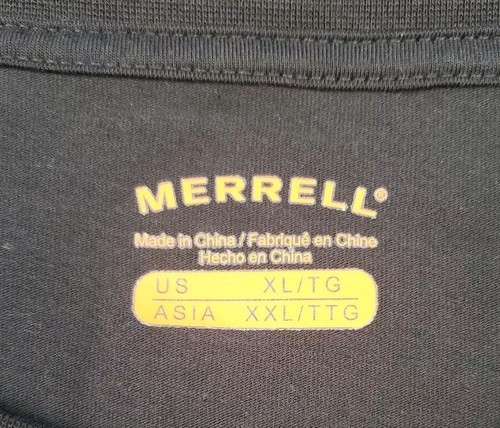 MERRELL®
Made in China / Fabriqué en Chine
Hecho en China
US XL/TG
ASIA XXL/TTG